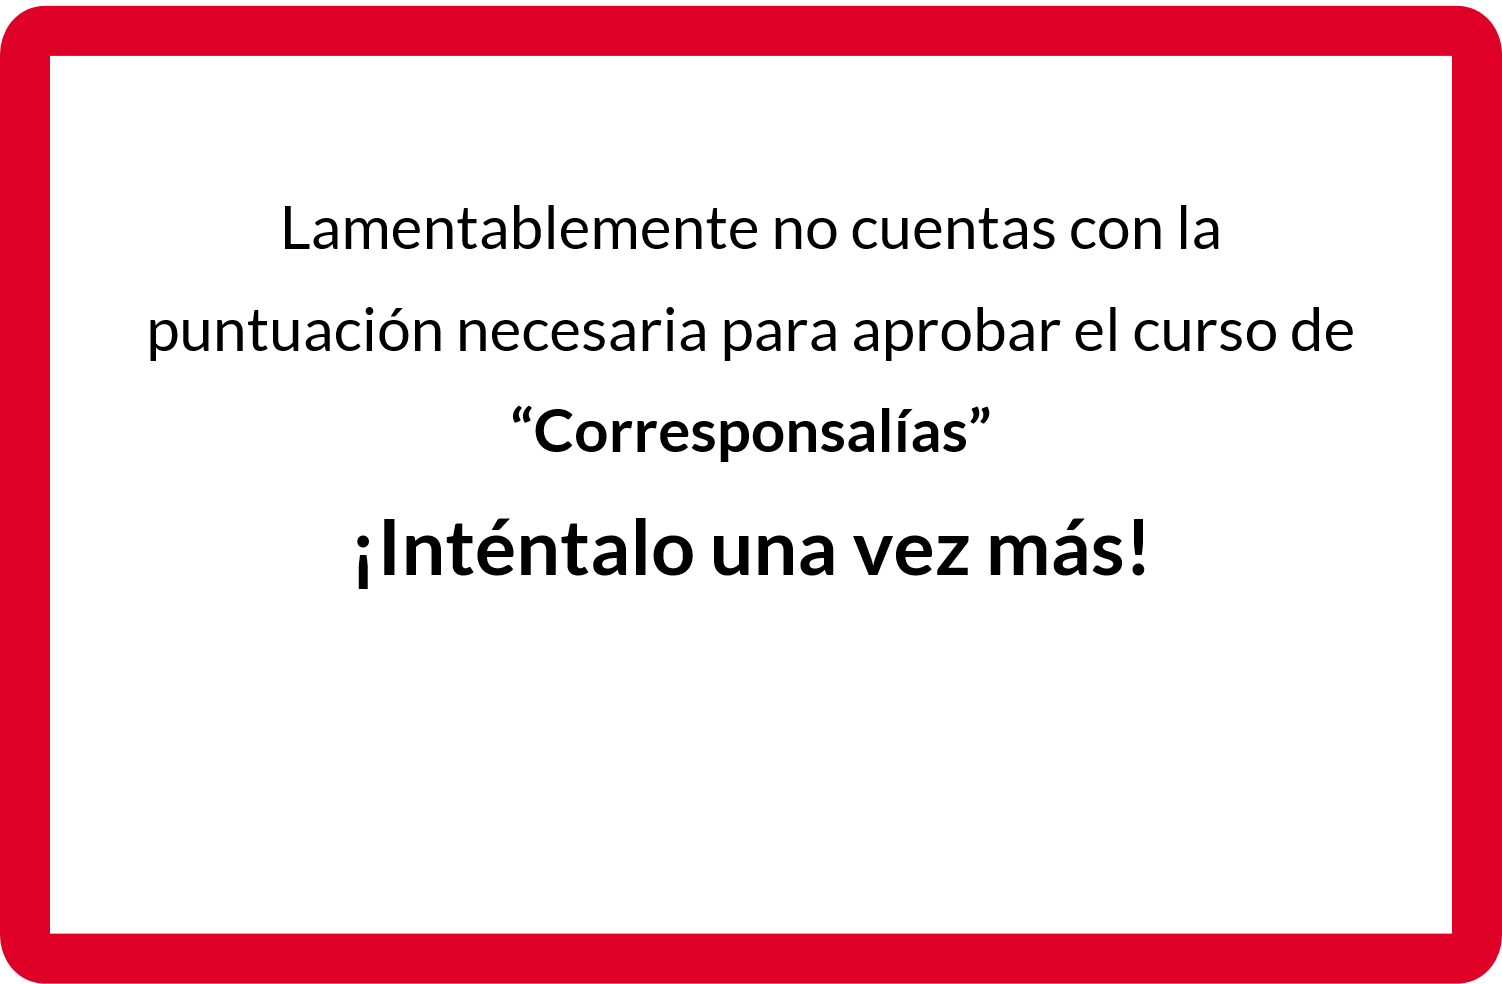 Lamentablemente no cuentas con la
puntuación necesaria para aprobar el curso de
“Corresponsalías”
¡Inténtalo una vez más!